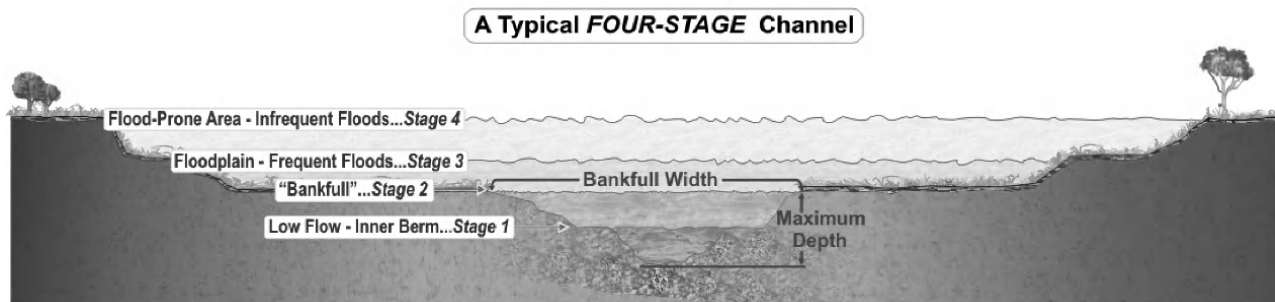 A Typical FOUR-STAGE Channel
Flood-Prone Area - Infrequent Floods...Stage 4
Floodplain - Frequent Floods...Stage 3
“Bankfull”...Stage 2
Bankfull Width
Low Flow - Inner Berm...Stage 1
Maximum
Depth